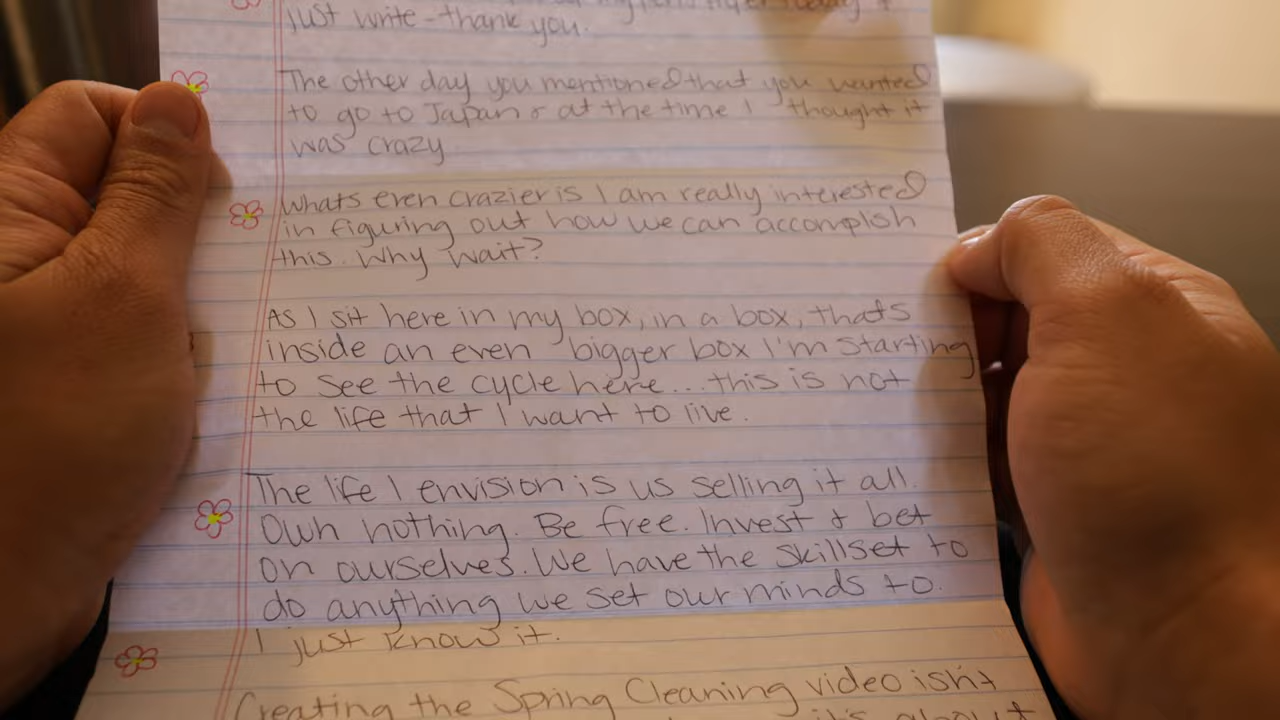 just write - thank you.
The other day you mentioned that you wanted
to go to Japan & at the time I thought it
was crazy
Whats even crazier is I am really interested
in figuring out how we can accomplish
this. Why wait?
As I sit here in my box, in a box, thats
inside an even bigger box I'm starting
to see the cycle here... this is not
the life that I want to live.
The life I envision is us selling it all.
Own nothing. Be free. Invest & bet
on ourselves. We have the skillset to
do anything we set our minds to.
I just know it.
Creating the Spring Cleaning video isn't
it's about